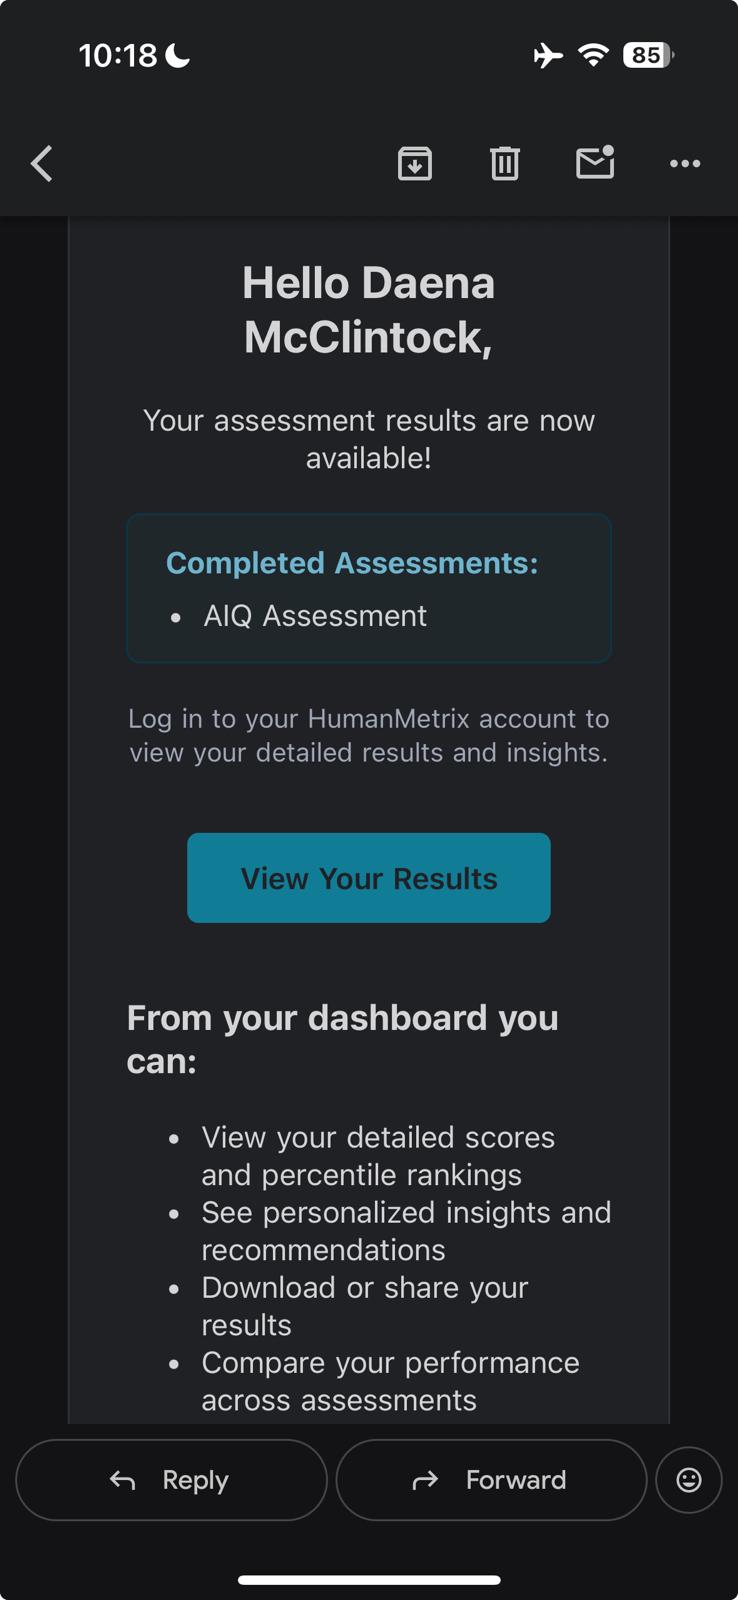 10:18
85
Hello Daena
McClintock,
Your assessment results are now
available!
Completed Assessments:
• AIQ Assessment
Log in to your HumanMetrix account to
view your detailed results and insights.
View Your Results
From your dashboard you
can:
• View your detailed scores
and percentile rankings
• See personalized insights and
recommendations
• Download or share your
results
• Compare your performance
across assessments
Reply
Forward